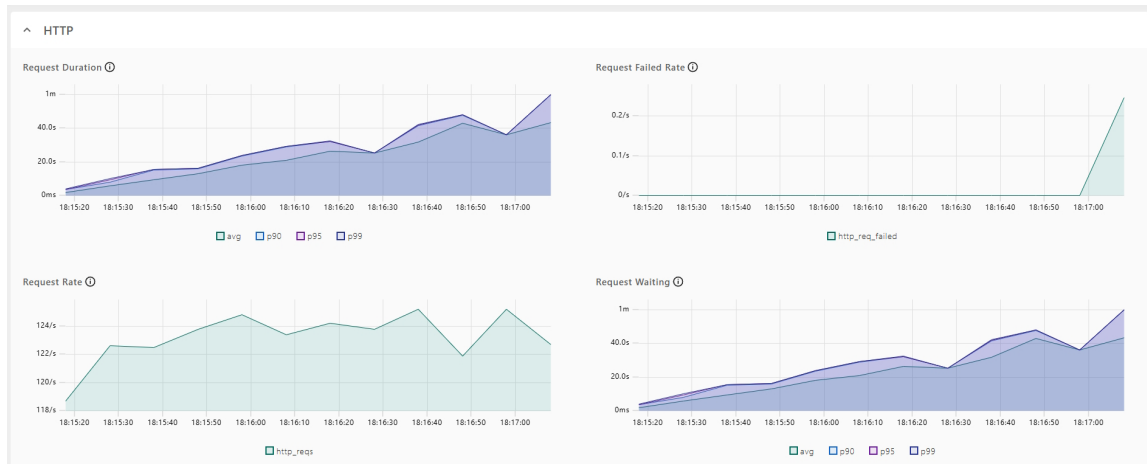 HTTP
Request Duration
1m
40.0s
20.0s
0ms
18:15:20 18:15:30 18:15:40 18:15:50 18:16:00 18:16:10 18:16:20 18:16:30 18:16:40 18:16:50 18:17:00
avg p90 p95 p99
Request Failed Rate
0.2/s
0.1/s
0/s
18:15:20 18:15:30 18:15:40 18:15:50 18:16:00 18:16:10 18:16:20 18:16:30 18:16:40 18:16:50 18:17:00
http_req_failed
Request Rate
124/s
122/s
120/s
118/s
18:15:20 18:15:30 18:15:40 18:15:50 18:16:00 18:16:10 18:16:20 18:16:30 18:16:40 18:16:50 18:17:00
http_reqs
Request Waiting
1m
40.0s
20.0s
0ms
18:15:20 18:15:30 18:15:40 18:15:50 18:16:00 18:16:10 18:16:20 18:16:30 18:16:40 18:16:50 18:17:00
avg p90 p95 p99